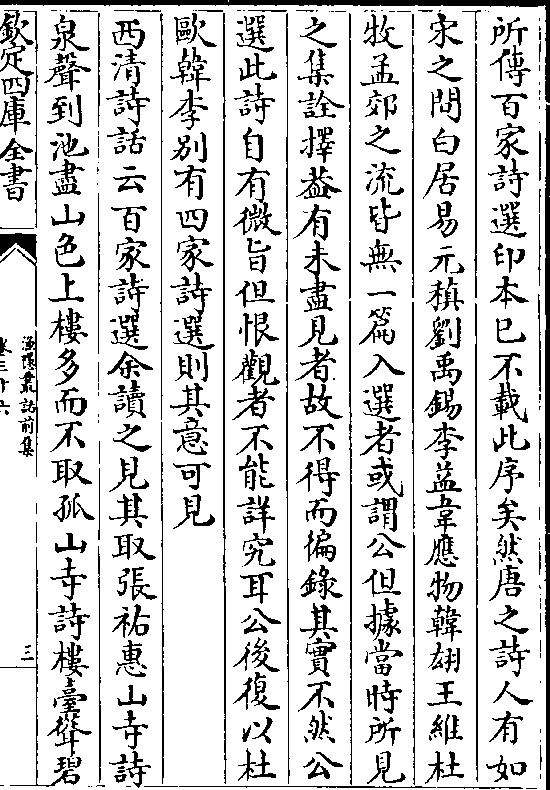 所傳百家詩選印本已不載此序矣然唐之詩人有如
宋之問白居易元稹劉禹錫李益韋應物韓翃王維杜
牧孟郊之流皆無一篇入選者或謂公但據當時所見
之集詮擇葢有未盡見者故不得而徧錄其實不然公
選此詩自有微旨但恨觀者不能詳究耳公後復以杜
歐韓李别有四家詩選則其意可見
西清詩話云百家詩選余讀之見其取張祐惠山寺詩
泉聲到池盡山色上樓多而不取孤山寺詩樓臺聳碧
欽定四庫全書
漁隠叢話前集
卷三十六
三